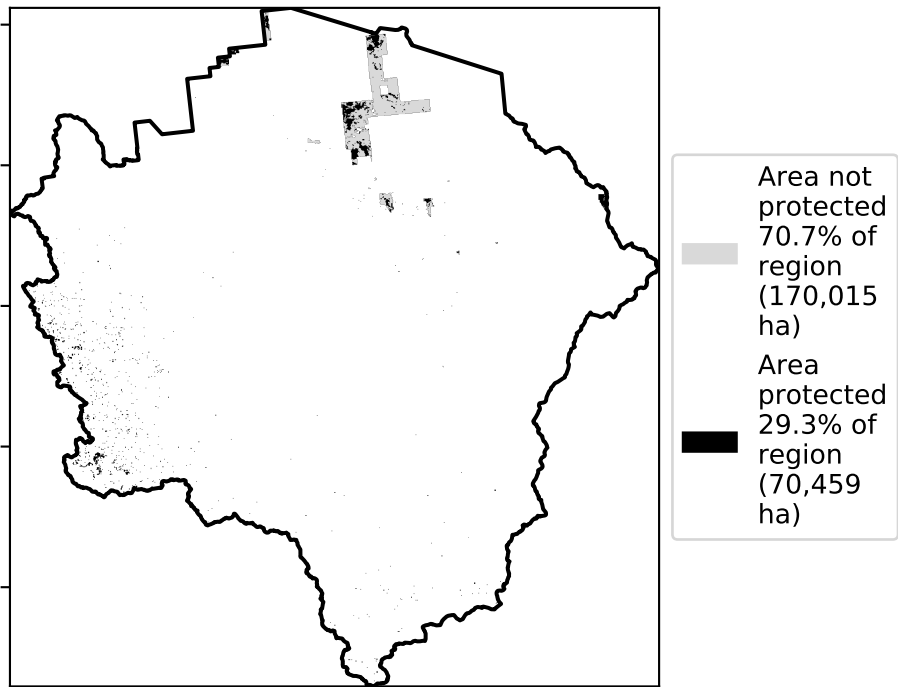 Area not
protected
70.7% of
region
(170,015
ha)
Area
protected
29.3% of
region
(70,459
ha)